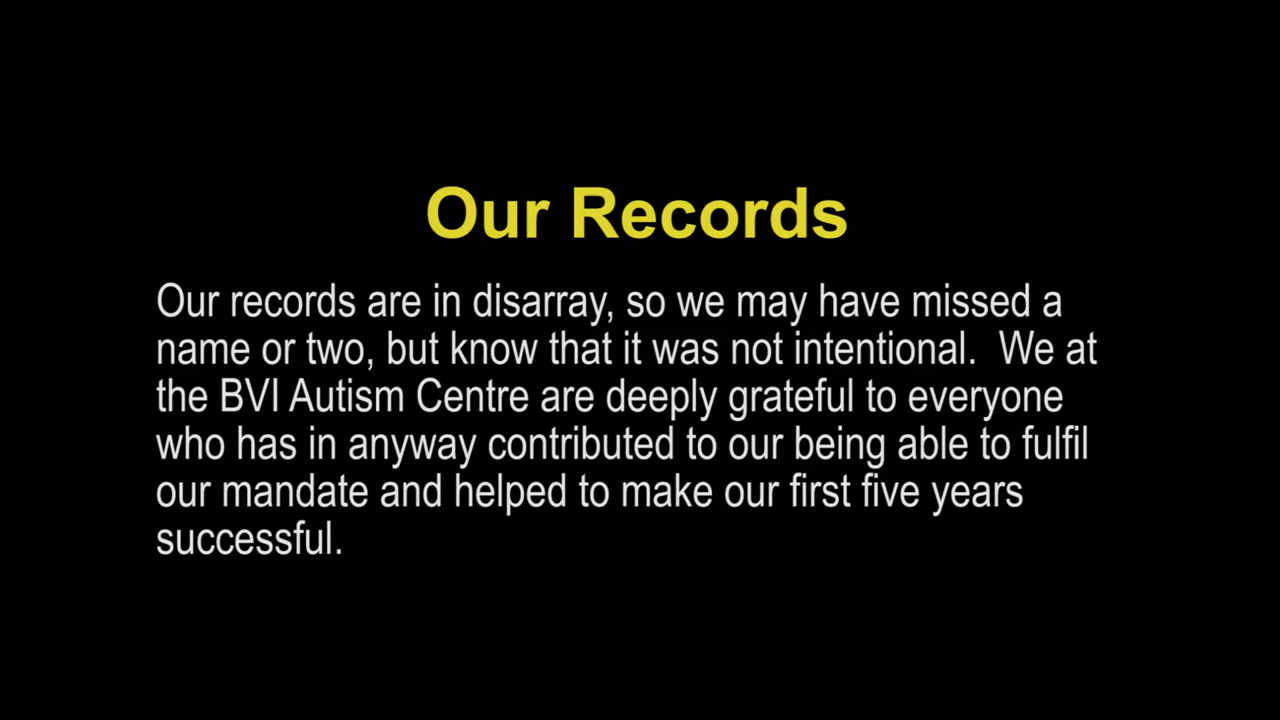 Our Records
Our records are in disarray, so we may have missed a
name or two, but know that it was not intentional.  We at
the BVI Autism Centre are deeply grateful to everyone
who has in anyway contributed to our being able to fulfil
our mandate and helped to make our first five years
successful.